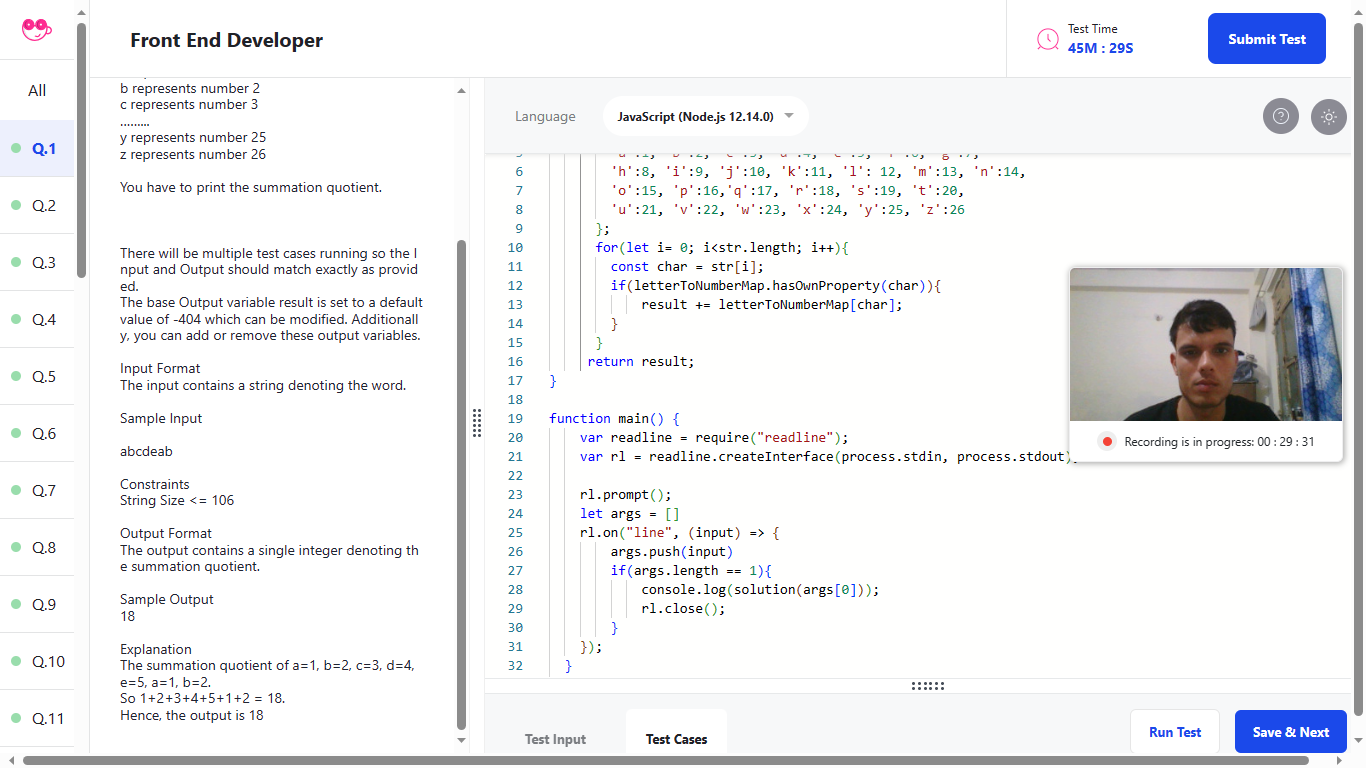 Front End Developer
Test Time
45M : 29S
Submit Test
All
Q.1
Q.2
Q.3
Q.4
Q.5
Q.6
Q.7
Q.8
Q.9
Q.10
Q.11
b represents number 2
c represents number 3
.........
y represents number 25
z represents number 26
You have to print the summation quotient.
There will be multiple test cases running so the I
nput and Output should match exactly as provid
ed.
The base Output variable result is set to a default
value of -404 which can be modified. Additionall
y, you can add or remove these output variables.
Input Format
The input contains a string denoting the word.
Sample Input
abcdeab
Constraints
String Size <= 106
Output Format
The output contains a single integer denoting th
e summation quotient.
Sample Output
18
Explanation
The summation quotient of a=1, b=2, c=3, d=4,
e=5, a=1, b=2.
So 1+2+3+4+5+1+2 = 18.
Hence, the output is 18
Language
JavaScript (Node.js 12.14.0)
6 'h':8, 'i':9, 'j':10, 'k':11, 'l': 12, 'm':13, 'n':14,
7 'o':15, 'p':16,'q':17, 'r':18, 's':19, 't':20,
8 'u':21, 'v':22, 'w':23, 'x':24, 'y':25, 'z':26
9 };
10 for(let i= 0; i<str.length; i++){
11 const char = str[i];
12 if(letterToNumberMap.hasOwnProperty(char)){
13 result += letterToNumberMap[char];
14 }
15 }
16 return result;
17 }
18
19 function main() {
20 var readline = require("readline");
21 var rl = readline.createInterface(process.stdin, process.stdout);
22
23 rl.prompt();
24 let args = []
25 rl.on("line", (input) => {
26 args.push(input)
27 if(args.length == 1){
28 console.log(solution(args[0]));
29 rl.close();
30 }
31 });
32 }
Recording is in progress: 00 : 29 : 31
Test Input
Test Cases
Run Test
Save & Next